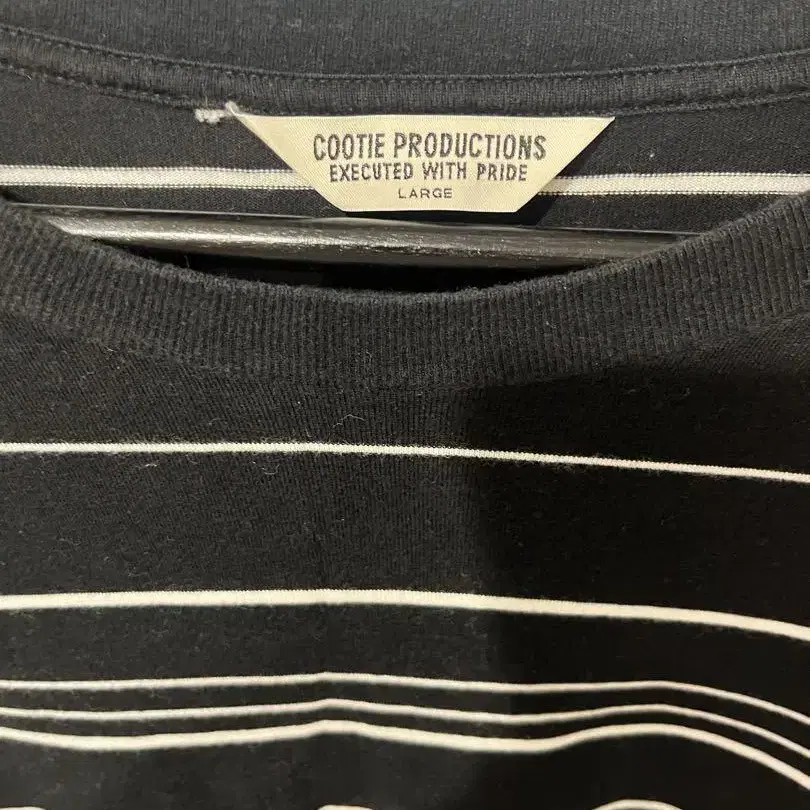 COOTIE PRODUCTIONS
EXECUTED WITH PRIDE
LARGE